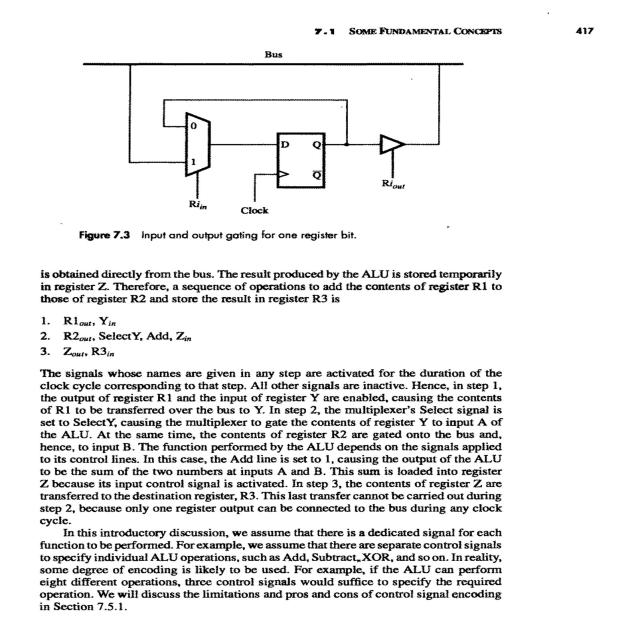 7.1 SOME FUNDAMENTAL CONCEPTS 417
Bus
0
1
D Q
Q̅
Ri_in
Clock
Ri_out
Figure 7.3 Input and output gating for one register bit.
is obtained directly from the bus. The result produced by the ALU is stored temporarily
in register Z. Therefore, a sequence of operations to add the contents of register R1 to
those of register R2 and store the result in register R3 is
1. R1out, Yin
2. R2out, SelectY, Add, Zin
3. Zout, R3in
The signals whose names are given in any step are activated for the duration of the
clock cycle corresponding to that step. All other signals are inactive. Hence, in step 1,
the output of register R1 and the input of register Y are enabled, causing the contents
of R1 to be transferred over the bus to Y. In step 2, the multiplexer's Select signal is
set to SelectY, causing the multiplexer to gate the contents of register Y to input A of
the ALU. At the same time, the contents of register R2 are gated onto the bus and,
hence, to input B. The function performed by the ALU depends on the signals applied
to its control lines. In this case, the Add line is set to 1, causing the output of the ALU
to be the sum of the two numbers at inputs A and B. This sum is loaded into register
Z because its input control signal is activated. In step 3, the contents of register Z are
transferred to the destination register, R3. This last transfer cannot be carried out during
step 2, because only one register output can be connected to the bus during any clock
cycle.
In this introductory discussion, we assume that there is a dedicated signal for each
function to be performed. For example, we assume that there are separate control signals
to specify individual ALU operations, such as Add, Subtract, XOR, and so on. In reality,
some degree of encoding is likely to be used. For example, if the ALU can perform
eight different operations, three control signals would suffice to specify the required
operation. We will discuss the limitations and pros and cons of control signal encoding
in Section 7.5.1.